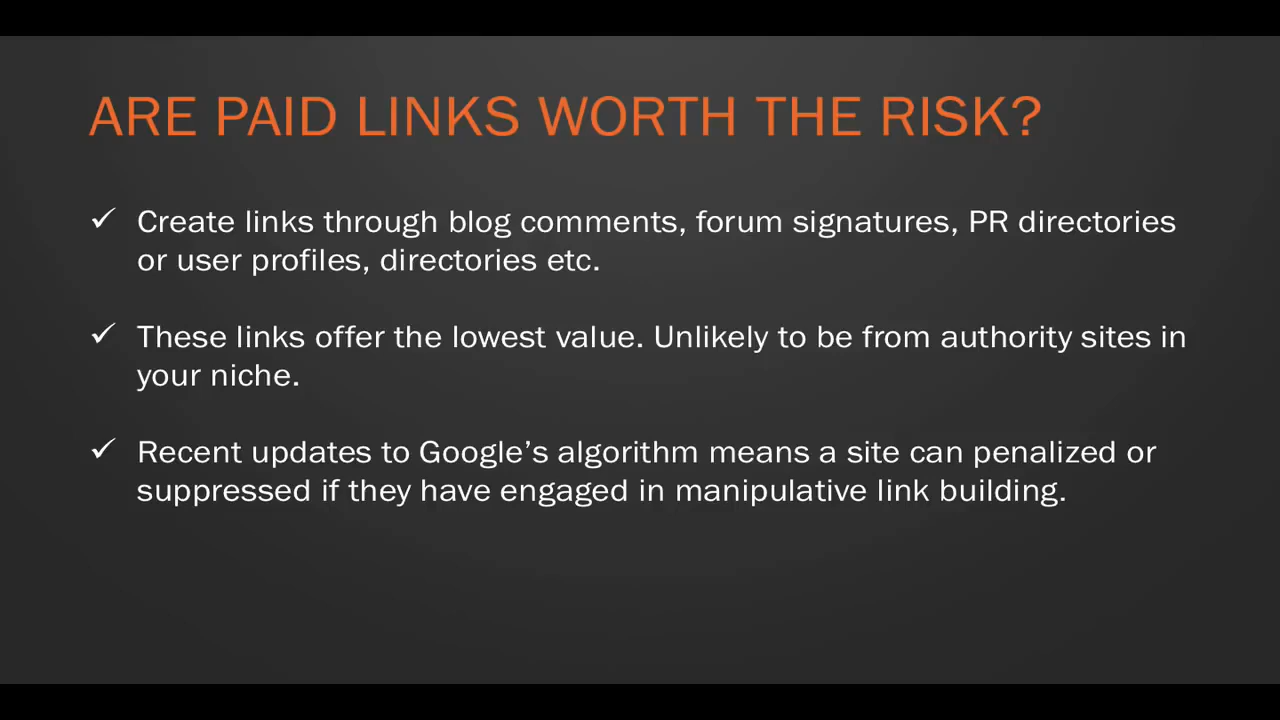 ARE PAID LINKS WORTH THE RISK?
✓ Create links through blog comments, forum signatures, PR directories
or user profiles, directories etc.
✓ These links offer the lowest value. Unlikely to be from authority sites in
your niche.
✓ Recent updates to Google’s algorithm means a site can penalized or
suppressed if they have engaged in manipulative link building.